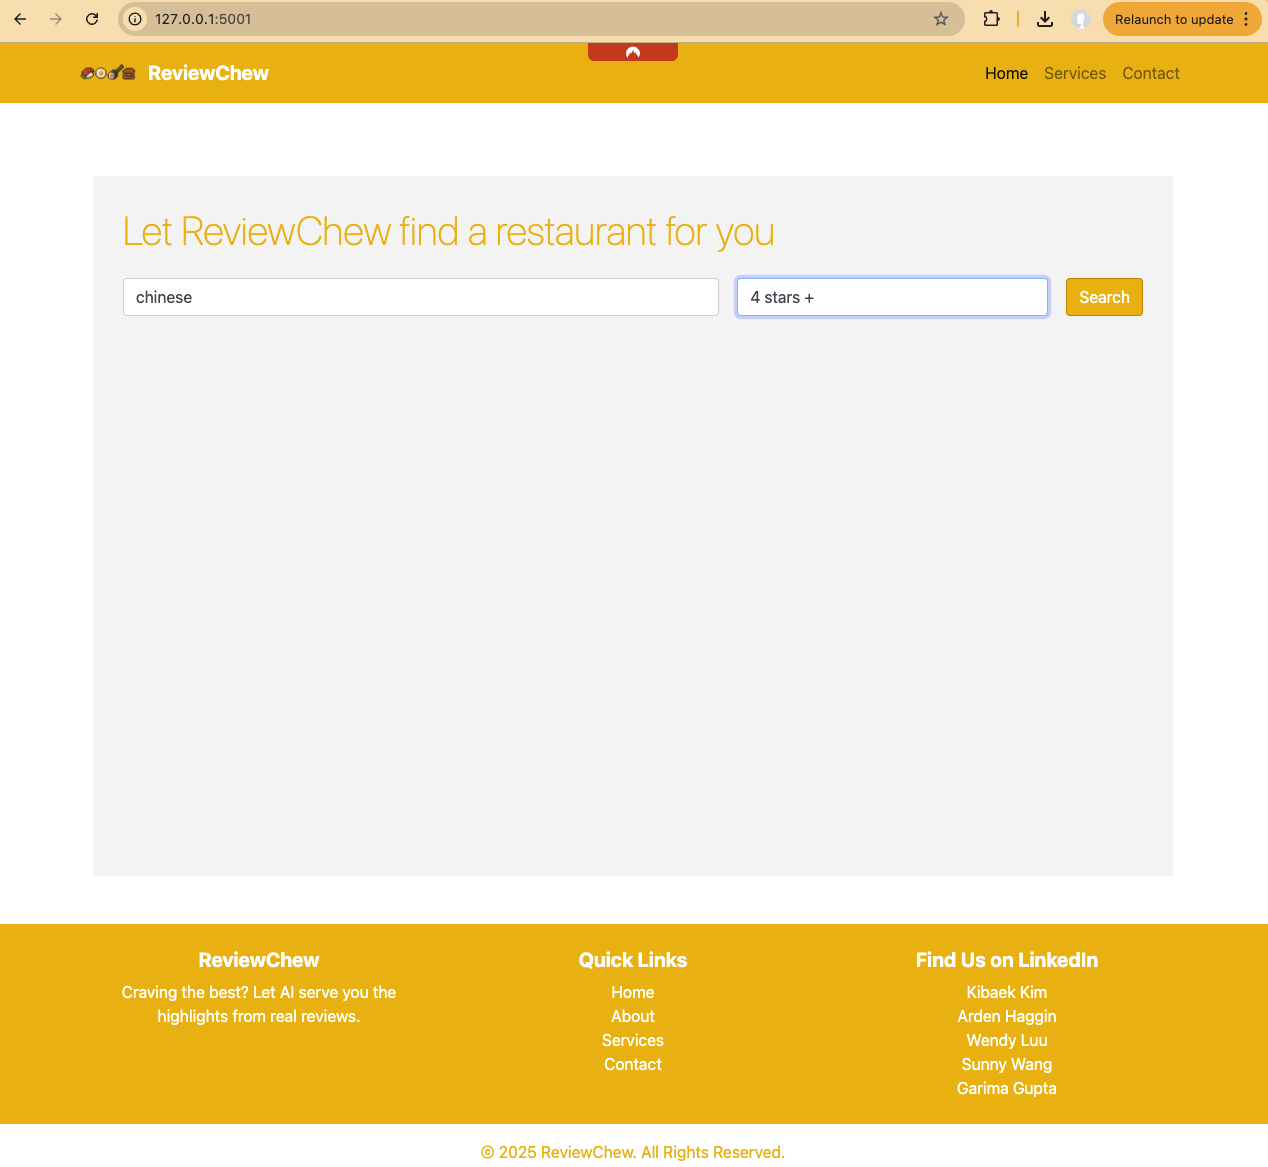 127.0.0.1:5001
Relaunch to update
ReviewChew
Home Services Contact
Let ReviewChew find a restaurant for you
chinese
4 stars +
Search
ReviewChew
Craving the best? Let AI serve you the
highlights from real reviews.
Quick Links
Home
About
Services
Contact
Find Us on LinkedIn
Kibaek Kim
Arden Haggin
Wendy Luu
Sunny Wang
Garima Gupta
© 2025 ReviewChew. All Rights Reserved.